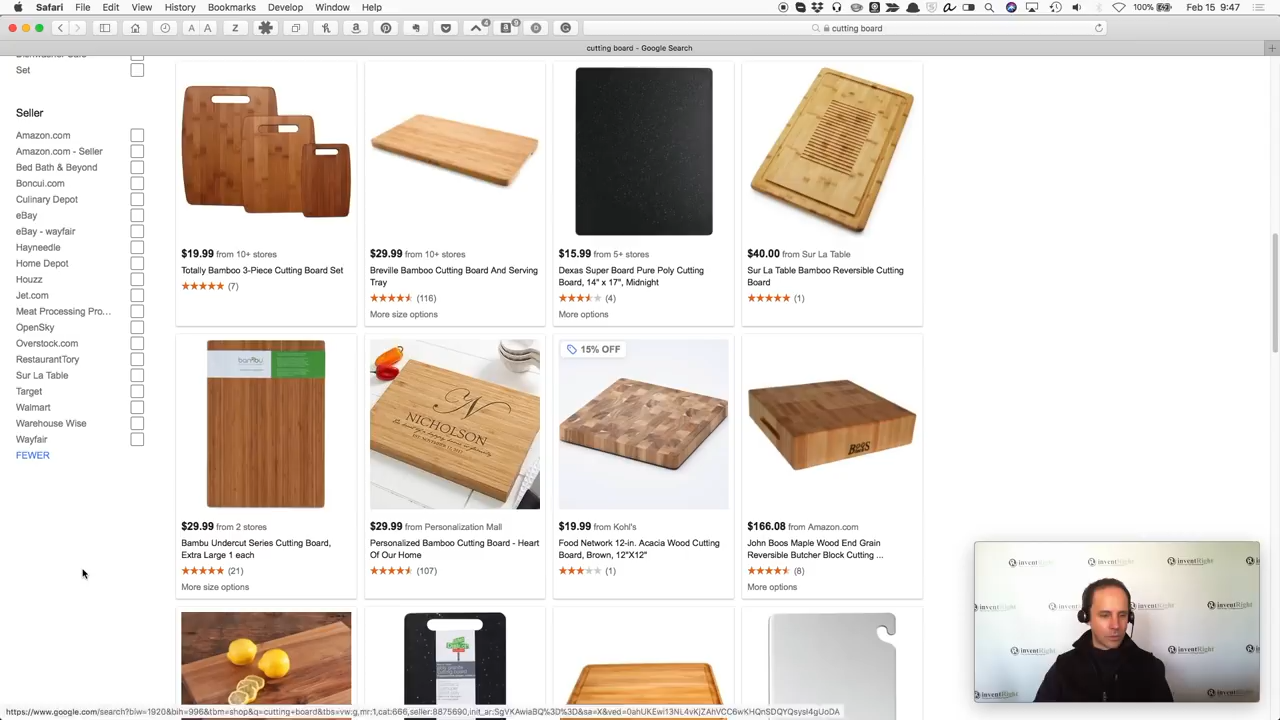 Safari File Edit View History Bookmarks Develop Window Help
100% Feb 15 9:47
cutting board
cutting board - Google Search
Set
Seller
Amazon.com
Amazon.com - Seller
Bed Bath & Beyond
Boncui.com
Culinary Depot
eBay
eBay - wayfair
Hayneedle
Home Depot
Houzz
Jet.com
Meat Processing Pro...
OpenSky
Overstock.com
RestaurantTory
Sur La Table
Target
Walmart
Warehouse Wise
Wayfair
FEWER
$19.99 from 10+ stores
Totally Bamboo 3-Piece Cutting Board Set
(7)
$29.99 from 10+ stores
Breville Bamboo Cutting Board And Serving
Tray
(116)
More size options
$15.99 from 5+ stores
Dexas Super Board Pure Poly Cutting
Board, 14" x 17", Midnight
(4)
More options
$40.00 from Sur La Table
Sur La Table Bamboo Reversible Cutting
Board
(1)
bambu
$29.99 from 2 stores
Bambu Undercut Series Cutting Board,
Extra Large 1 each
(21)
More size options
N
NICHOLSON
$29.99 from Personalization Mall
Personalized Bamboo Cutting Board - Heart
Of Our Home
(107)
15% OFF
$19.99 from Kohl's
Food Network 12-in. Acacia Wood Cutting
Board, Brown, 12"X12"
(1)
BOOS
$166.08 from Amazon.com
John Boos Maple Wood End Grain
Reversible Butcher Block Cutting ...
(8)
More options
inventRight
inventRight
inventRight
inventRight
inventRight
inventRight
inventRight